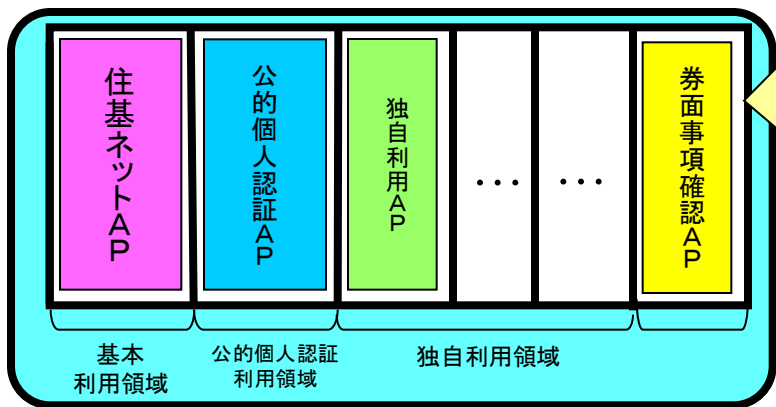 住基ネットＡＰ
公的個人認証ＡＰ
独自利用ＡＰ
…
…
券面事項確認ＡＰ
基本
利用領域
公的個人認証
利用領域
独自利用領域